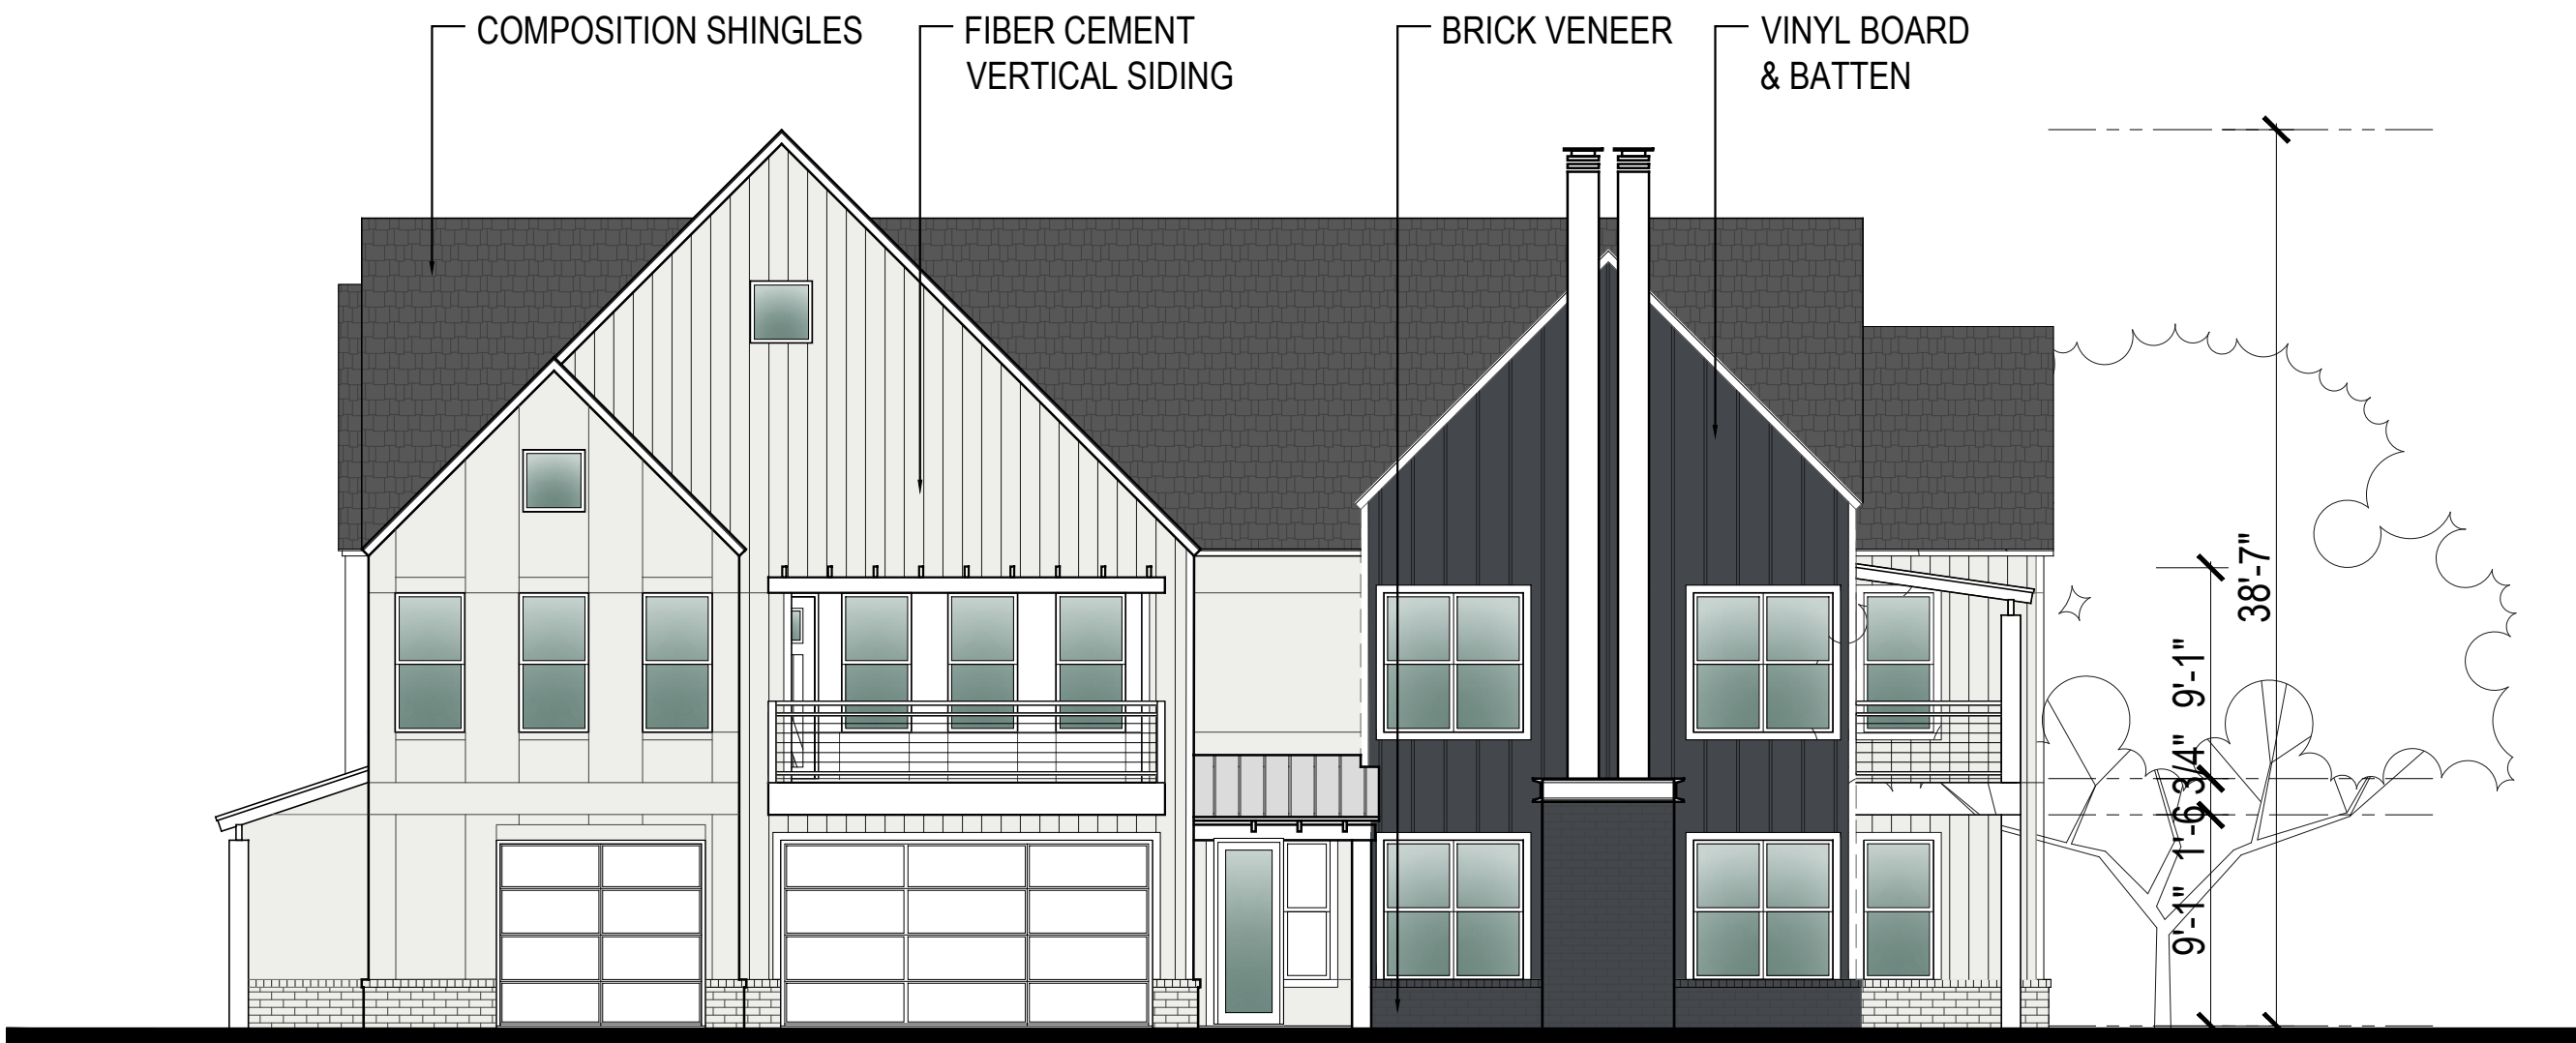 COMPOSITION SHINGLES
FIBER CEMENT
VERTICAL SIDING
BRICK VENEER
VINYL BOARD
& BATTEN
38'-7"
9'-1"
1'-6 3/4"
9'-1"